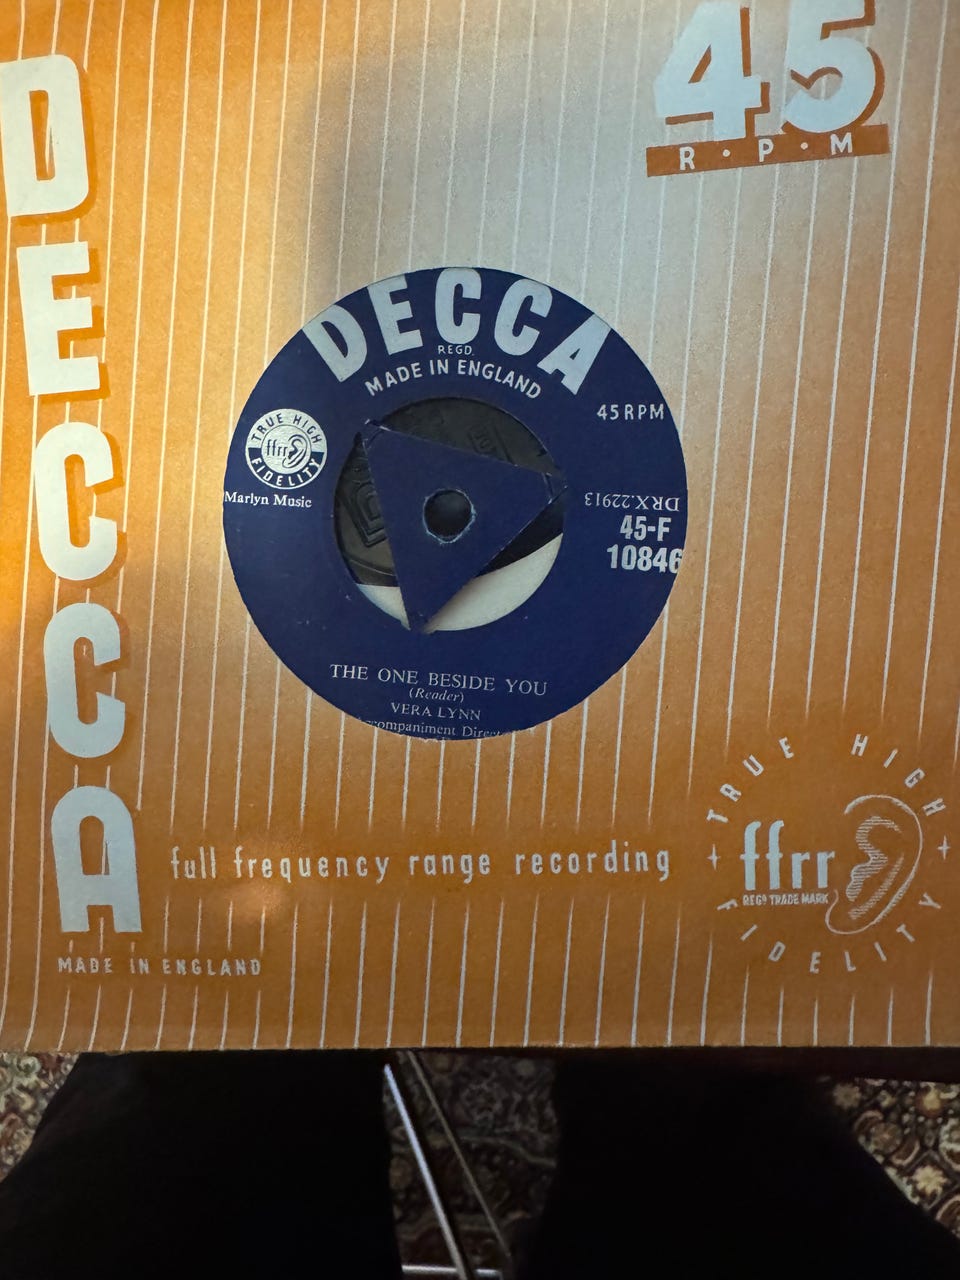 45
R·P·M
DECCA
DECCA
REGD.
MADE IN ENGLAND
45 RPM
TRUE HIGH
ffrr
FIDELITY
Marlyn Music
DRX.22913
45-F
10846
THE ONE BESIDE YOU
(Reader)
VERA LYNN
full frequency range recording
TRUE HIGH
ffrr
REGD TRADE MARK
FIDELITY
MADE IN ENGLAND